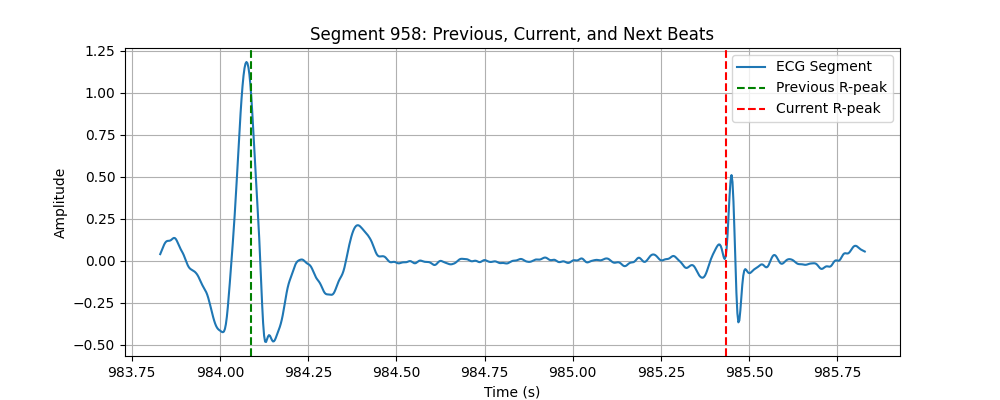 Segment 958: Previous, Current, and Next Beats
1.25
1.00
0.75
0.50
0.25
0.00
−0.25
−0.50
Amplitude
983.75 984.00 984.25 984.50 984.75 985.00 985.25 985.50 985.75
Time (s)
ECG Segment
Previous R-peak
Current R-peak